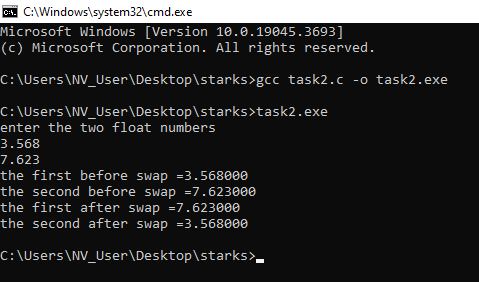 C:\Windows\system32\cmd.exe
Microsoft Windows [Version 10.0.19045.3693]
(c) Microsoft Corporation. All rights reserved.
C:\Users\NV_User\Desktop\starks>gcc task2.c -o task2.exe
C:\Users\NV_User\Desktop\starks>task2.exe
enter the two float numbers
3.568
7.623
the first before swap =3.568000
the second before swap =7.623000
the first after swap =7.623000
the second after swap =3.568000
C:\Users\NV_User\Desktop\starks>